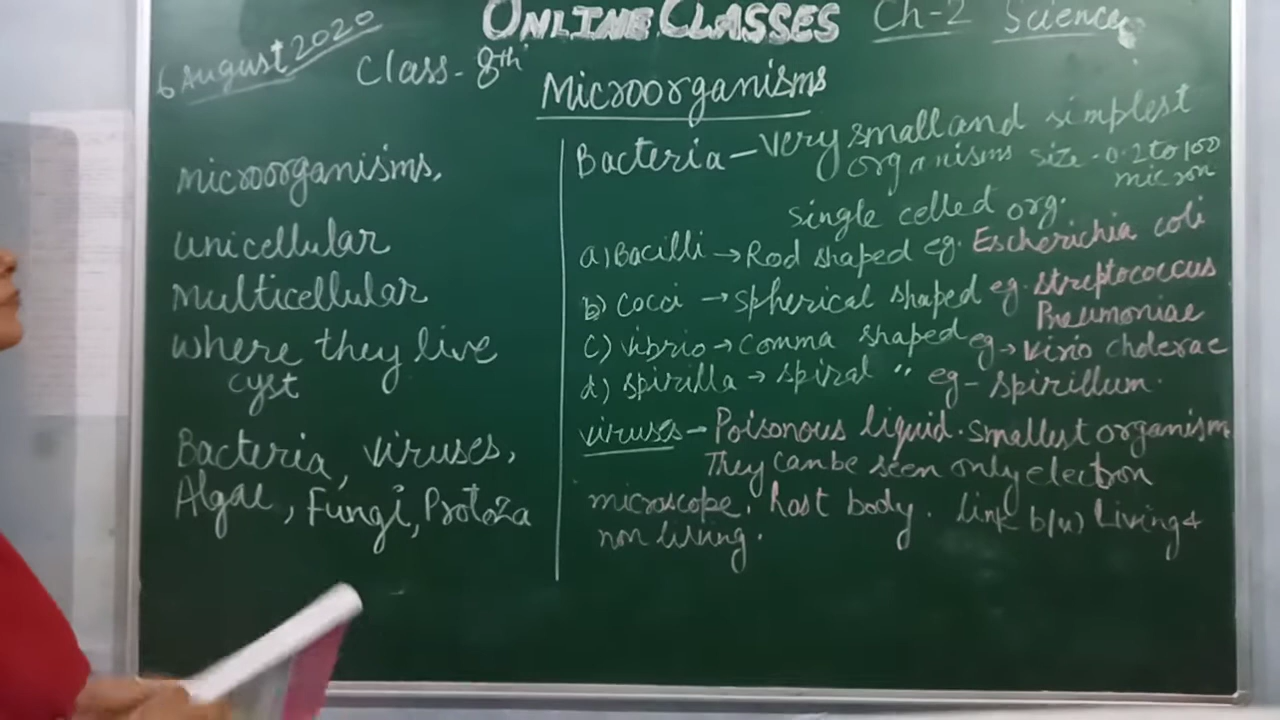 ONLINE CLASSES Ch-2 Science
6 August 2020
Class - 8th
Microorganisms
microorganisms,
unicellular
Multicellular
where they live
cyst
Bacteria, viruses,
Algae, Fungi, Protoza
Bacteria - very small and simplest
organisms size - 0.2 to 100
micron
single celled org.
a) Bacilli → Rod shaped eg. Escherichia coli
b) Cocci → spherical shaped eg. streptococcus
Pneumoniae
c) vibrio → comma shaped eg → Virio cholerae
d) spirilla → spiral " eg - spirillum.
viruses - Poisonous liquid. smallest organism.
They can be seen only electron
microscope. host body. link b/w living &
non living.